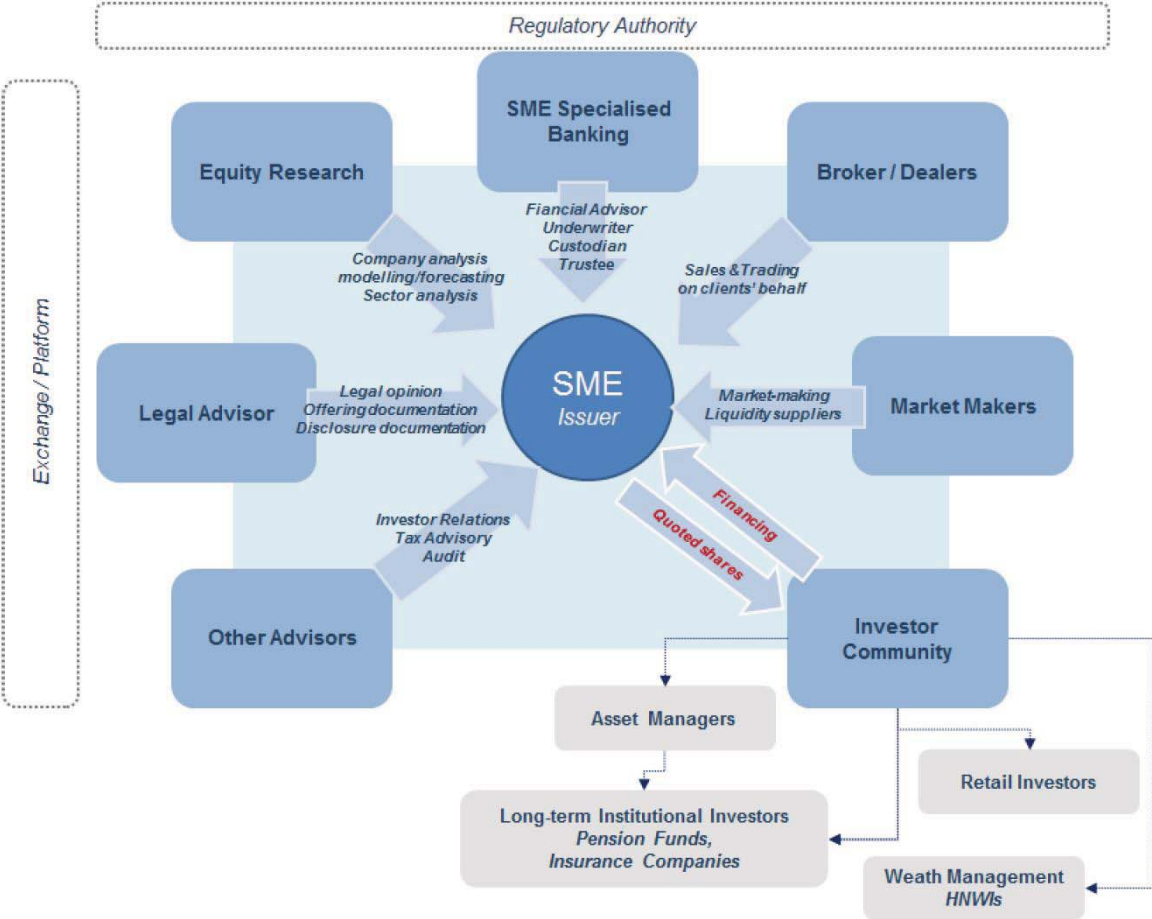 Regulatory Authority
Exchange / Platform
SME Specialised
Banking
Equity Research
Broker / Dealers
Fiancial Advisor
Underwriter
Custodian
Trustee
Company analysis
modelling/forecasting
Sector analysis
Sales & Trading
on clients' behalf
SME
Issuer
Legal Advisor
Legal opinion
Offering documentation
Disclosure documentation
Market-making
Liquidity suppliers
Market Makers
Investor Relations
Tax Advisory
Audit
Financing
Quoted shares
Other Advisors
Investor
Community
Asset Managers
Retail Investors
Long-term Institutional Investors
Pension Funds,
Insurance Companies
Weath Management
HNWIs